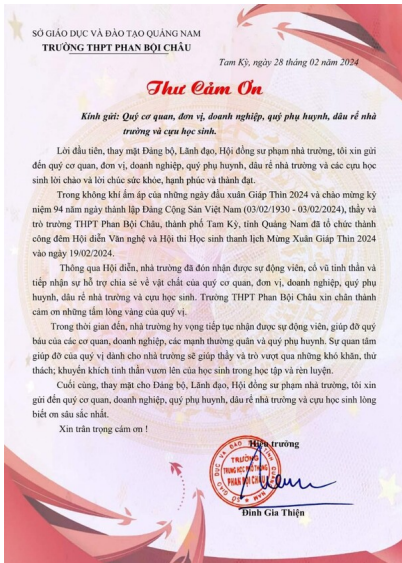 SỞ GIÁO DỤC VÀ ĐÀO TẠO QUẢNG NAM
TRƯỜNG THPT PHAN BỘI CHÂU
Tam Kỳ, ngày 28 tháng 02 năm 2024
Thư Cảm Ơn
Kính gửi: Quý cơ quan, đơn vị, doanh nghiệp, quý phụ huynh, dâu rể nhà
trường và cựu học sinh.
Lời đầu tiên, thay mặt Đảng bộ, Lãnh đạo, Hội đồng sư phạm nhà trường, tôi xin gửi
đến quý cơ quan, đơn vị, doanh nghiệp, quý phụ huynh, dâu rể nhà trường và các cựu học
sinh lời chào và lời chúc sức khỏe, hạnh phúc và thành đạt.
Trong không khí ấm áp của những ngày đầu xuân Giáp Thìn 2024 và chào mừng kỷ
niệm 94 năm ngày thành lập Đảng Cộng Sản Việt Nam (03/02/1930 - 03/02/2024), thầy và
trò trường THPT Phan Bội Châu, thành phố Tam Kỳ, tỉnh Quảng Nam đã tổ chức thành
công đêm Hội diễn Văn nghệ và Hội thi Học sinh thanh lịch Mừng Xuân Giáp Thìn 2024
vào ngày 19/02/2024.
Thông qua Hội diễn, nhà trường đã đón nhận được sự động viên, cổ vũ tinh thần và
tiếp nhận sự hỗ trợ chia sẻ về vật chất của quý cơ quan, đơn vị, doanh nghiệp, quý phụ
huynh, dâu rể nhà trường và cựu học sinh. Trường THPT Phan Bội Châu xin chân thành
cảm ơn những tấm lòng vàng của quý vị.
Trong thời gian đến, nhà trường hy vọng tiếp tục nhận được sự động viên, giúp đỡ quý
báu của các cơ quan, doanh nghiệp, các mạnh thường quân và quý phụ huynh. Sự quan tâm
giúp đỡ của quý vị dành cho nhà trường sẽ giúp thầy và trò vượt qua những khó khăn, thử
thách; khuyến khích tinh thần vươn lên của học sinh trong học tập và rèn luyện.
Cuối cùng, thay mặt cho Đảng bộ, Lãnh đạo, Hội đồng sư phạm nhà trường, tôi xin
gửi đến quý cơ quan, doanh nghiệp, quý phụ huynh, dâu rể nhà trường và cựu học sinh lòng
biết ơn sâu sắc nhất.
Xin trân trọng cảm ơn !
Hiệu trưởng
TRƯỜNG
TRUNG HỌC PHỔ THÔNG
PHAN BỘI CHÂU
Đinh Gia Thiện